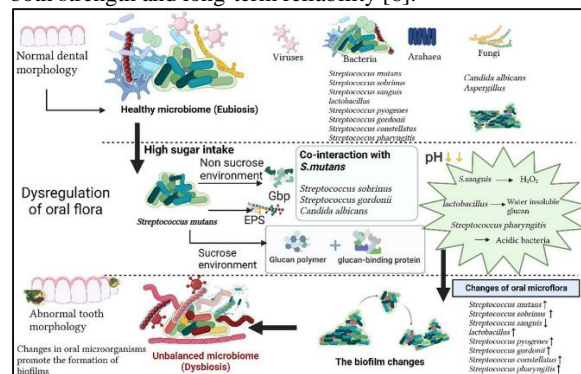 both strength and long-term reliability [6].
Normal dental
morphology
Healthy microbiome (Eubiosis)
Viruses
Bacteria
Streptococcus mutans
Streptococcus sobrinus
Streptococcus sanguis
lactobacillus
Streptococcus pyogenes
Streptococcus gordonii
Streptococcus constellatus
Streptococcus pharyngitis
Arahaea
Fungi
Candida albicans
Aspergillus
Dysregulation
of oral flora
High sugar intake
Non sucrose
environment
Gbp
EPS
Streptococcus mutans
Sucrose
environment
Co-interaction with
S.mutans
Streptococcus sobrinus
Streptococcus gordonii
Candida albicans
Glucan polymer + glucan-binding protein
pH ↓↓
S.sanguis → H₂O₂
lactobacillus → Water insoluble
glucan
Streptococcus pharyngitis
→ Acidic bacteria
Abnormal tooth
morphology
Changes in oral microorganisms
promote the formation of
biofilms
Unbalanced microbiome
(Dysbiosis)
The biofilm changes
Changes of oral microflora
Streptococcus mutans↑
Streptococcus sobrinus ↑
Streptococcus sanguis↓
lactobacillus↑
Streptococcus pyogenes↑
Streptococcus gordonii↑
Streptococcus constellatus↑
Streptococcus pharyngitis↑